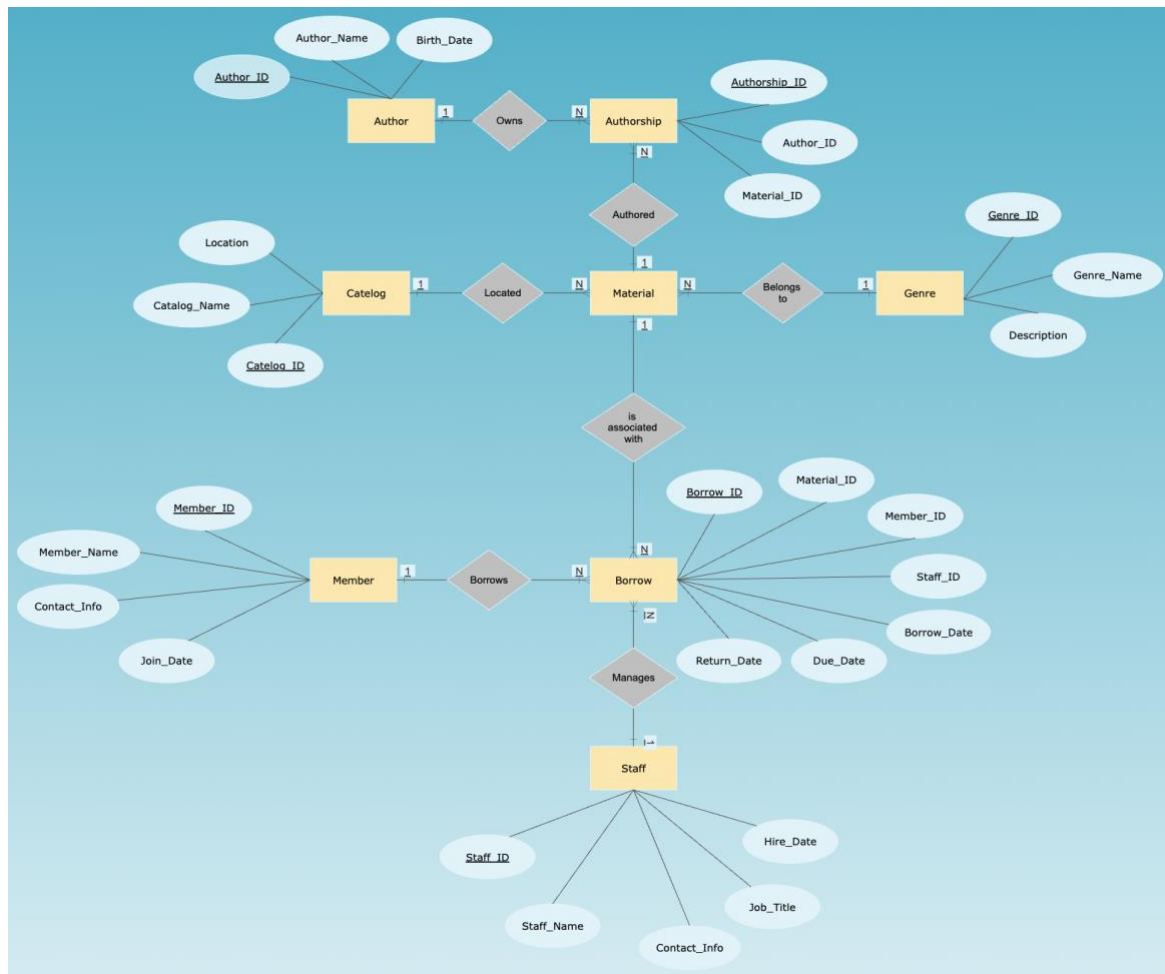 Author_Name
Birth_Date
Author_ID
Authorship_ID
Author
1
Owns
N
Authorship
Author_ID
N
Material_ID
Authored
Genre_ID
Location
1
Catelog
1
Located
N
Material
N
Belongs
to
1
Genre
Genre_Name
Catalog_Name
1
Description
Catelog_ID
is
associated
with
Material_ID
Borrow_ID
Member_ID
Member_ID
Member_Name
N
Member
1
Borrows
N
Borrow
Staff_ID
Contact_Info
N
Borrow_Date
Join_Date
Return_Date
Due_Date
Manages
1
Staff
Hire_Date
Staff_ID
Job_Title
Staff_Name
Contact_Info